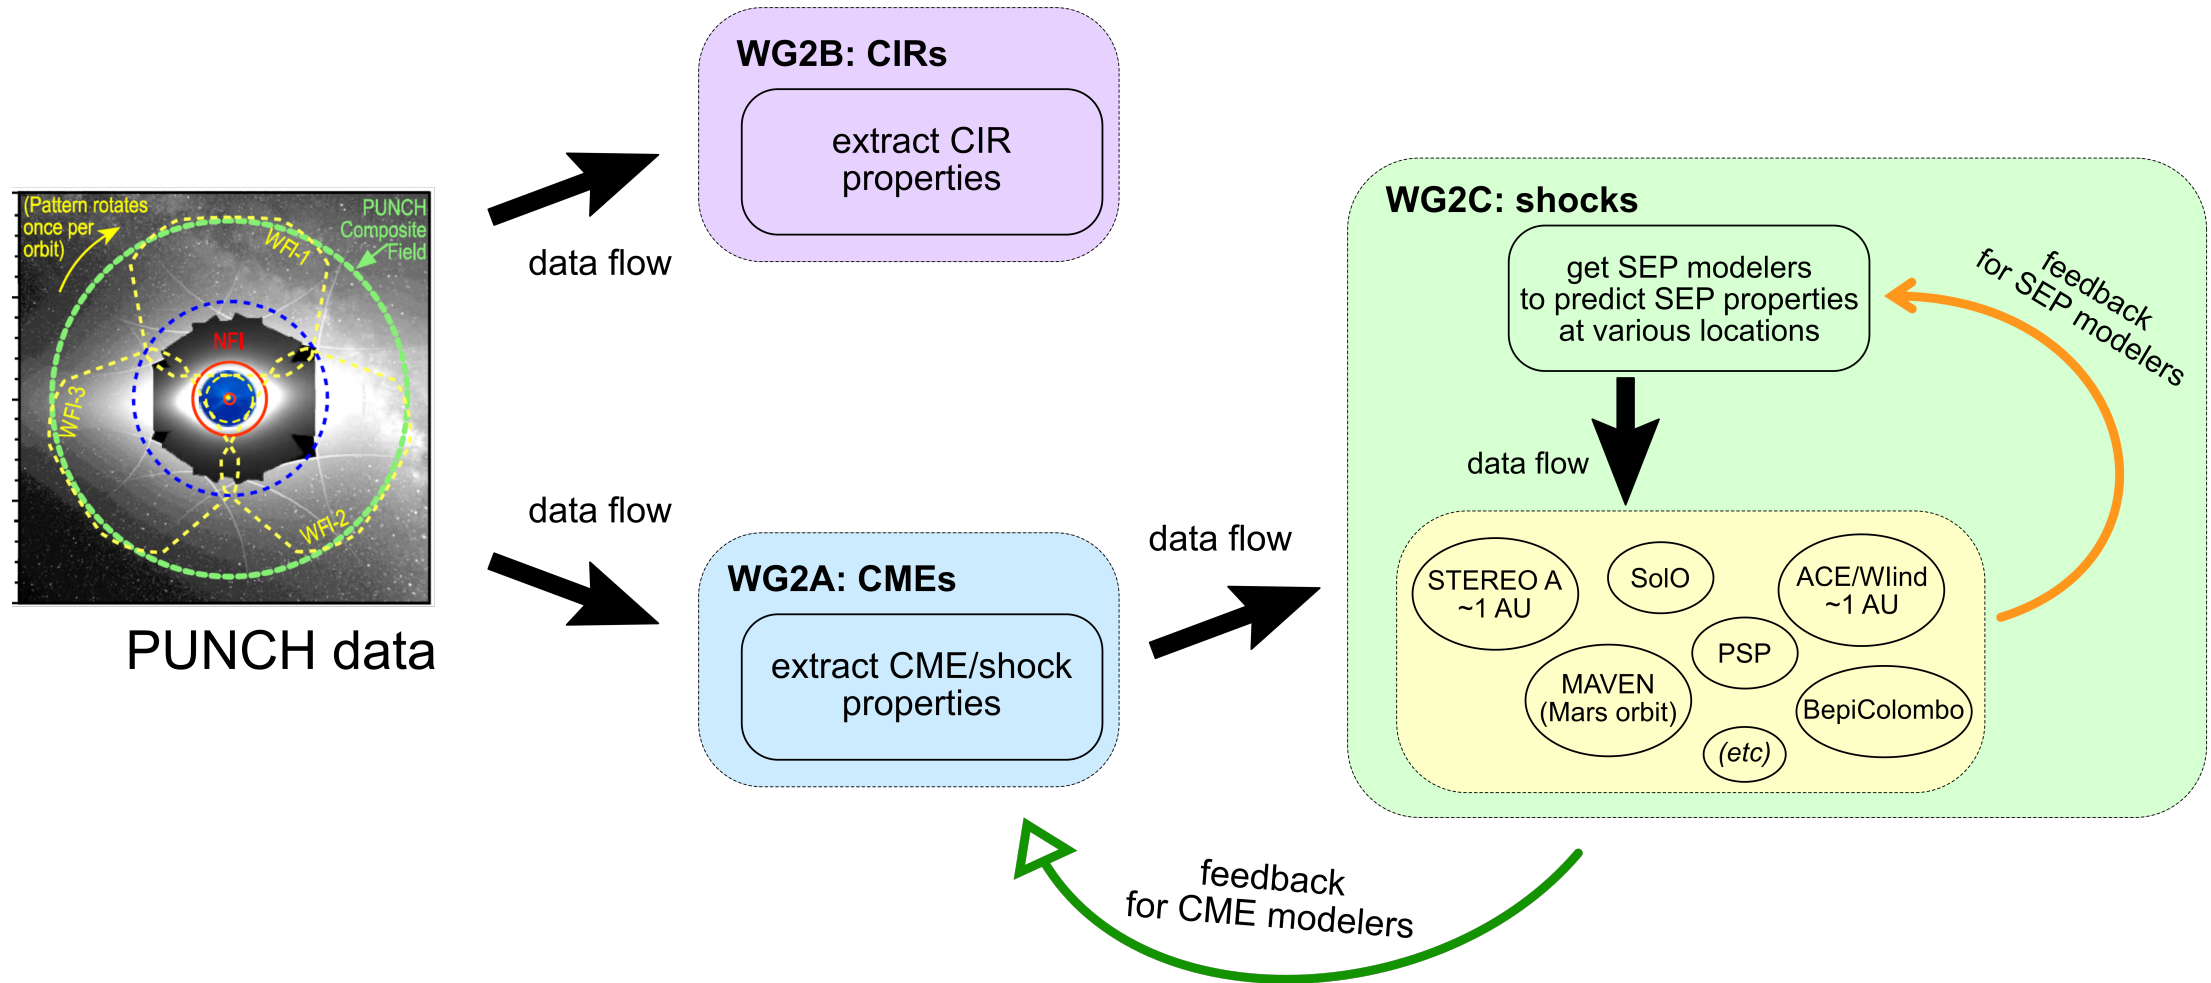 (Pattern rotates
once per
orbit)
PUNCH
Composite
Field
WFI-1
NFI
WFI-3
WFI-2
PUNCH data
data flow
data flow
WG2B: CIRs
extract CIR
properties
WG2A: CMEs
extract CME/shock
properties
data flow
WG2C: shocks
get SEP modelers
to predict SEP properties
at various locations
feedback
for SEP modelers
data flow
STEREO A
~1 AU
SolO
ACE/WIind
~1 AU
PSP
MAVEN
(Mars orbit)
BepiColombo
(etc)
feedback
for CME modelers